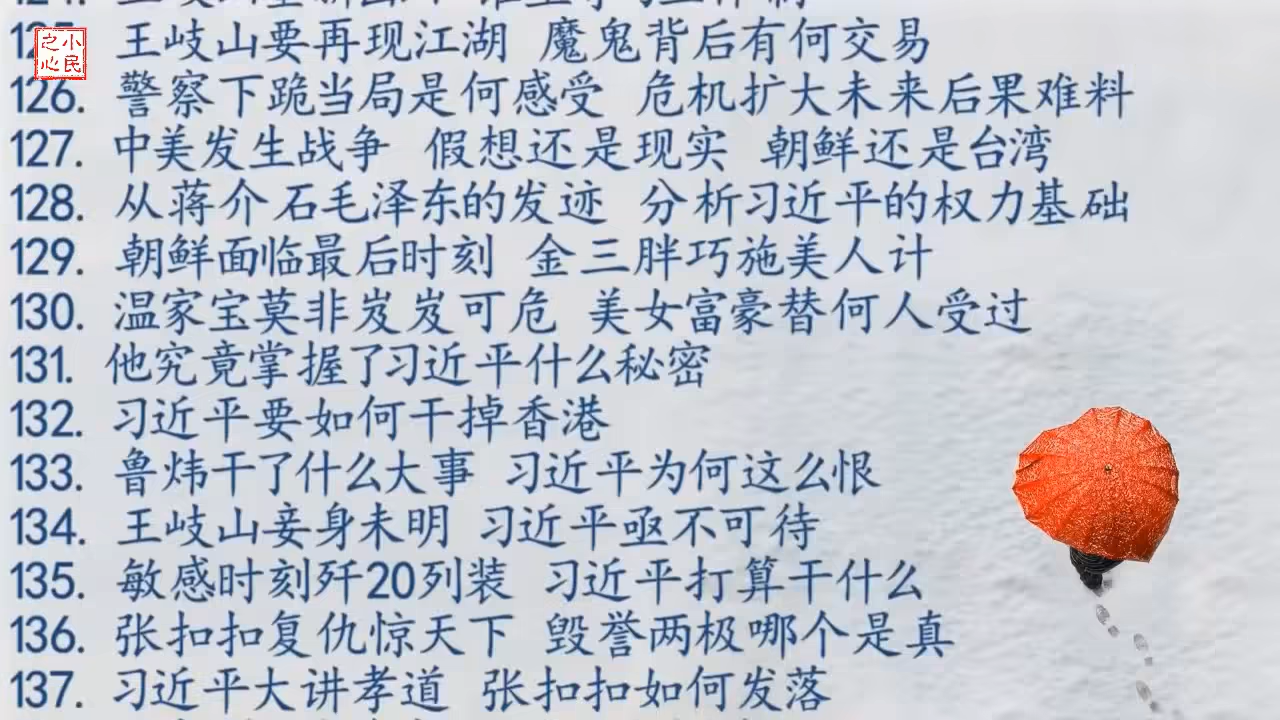 小民之心
125. 王岐山要再现江湖 魔鬼背后有何交易
126. 警察下跪当局是何感受 危机扩大未来后果难料
127. 中美发生战争 假想还是现实 朝鲜还是台湾
128. 从蒋介石毛泽东的发迹 分析习近平的权力基础
129. 朝鲜面临最后时刻 金三胖巧施美人计
130. 温家宝莫非岌岌可危 美女富豪替何人受过
131. 他究竟掌握了习近平什么秘密
132. 习近平要如何干掉香港
133. 鲁炜干了什么大事 习近平为何这么恨
134. 王岐山妾身未明 习近平亟不可待
135. 敏感时刻歼20列装 习近平打算干什么
136. 张扣扣复仇惊天下 毁誉两极哪个是真
137. 习近平大讲孝道 张扣扣如何发落